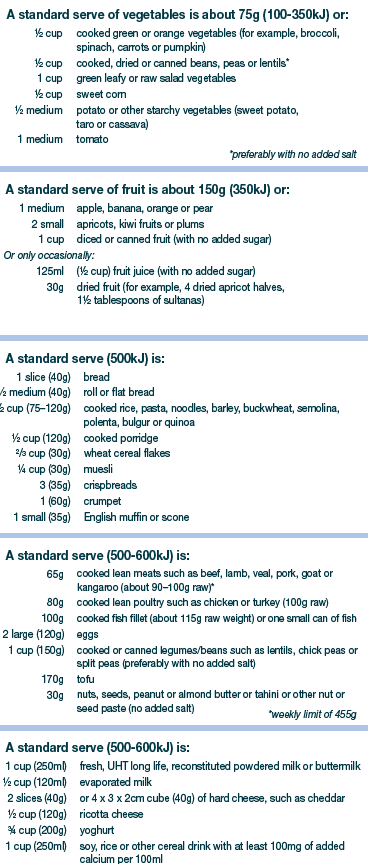 A standard serve of vegetables is about 75g (100-350kJ) or:
½ cup cooked green or orange vegetables (for example, broccoli,
spinach, carrots or pumpkin)
½ cup cooked, dried or canned beans, peas or lentils*
1 cup green leafy or raw salad vegetables
½ cup sweet corn
½ medium potato or other starchy vegetables (sweet potato,
taro or cassava)
1 medium tomato
*preferably with no added salt
A standard serve of fruit is about 150g (350kJ) or:
1 medium apple, banana, orange or pear
2 small apricots, kiwi fruits or plums
1 cup diced or canned fruit (with no added sugar)
Or only occasionally:
125ml (½ cup) fruit juice (with no added sugar)
30g dried fruit (for example, 4 dried apricot halves,
1½ tablespoons of sultanas)
A standard serve (500kJ) is:
1 slice (40g) bread
½ medium (40g) roll or flat bread
½ cup (75–120g) cooked rice, pasta, noodles, barley, buckwheat, semolina,
polenta, bulgur or quinoa
½ cup (120g) cooked porridge
²/₃ cup (30g) wheat cereal flakes
¼ cup (30g) muesli
3 (35g) crispbreads
1 (60g) crumpet
1 small (35g) English muffin or scone
A standard serve (500-600kJ) is:
65g cooked lean meats such as beef, lamb, veal, pork, goat or
kangaroo (about 90–100g raw)*
80g cooked lean poultry such as chicken or turkey (100g raw)
100g cooked fish fillet (about 115g raw weight) or one small can of fish
2 large (120g) eggs
1 cup (150g) cooked or canned legumes/beans such as lentils, chick peas or
split peas (preferably with no added salt)
170g tofu
30g nuts, seeds, peanut or almond butter or tahini or other nut or
seed paste (no added salt)
*weekly limit of 455g
A standard serve (500-600kJ) is:
1 cup (250ml) fresh, UHT long life, reconstituted powdered milk or buttermilk
½ cup (120ml) evaporated milk
2 slices (40g) or 4 x 3 x 2cm cube (40g) of hard cheese, such as cheddar
½ cup (120g) ricotta cheese
¾ cup (200g) yoghurt
1 cup (250ml) soy, rice or other cereal drink with at least 100mg of added
calcium per 100ml